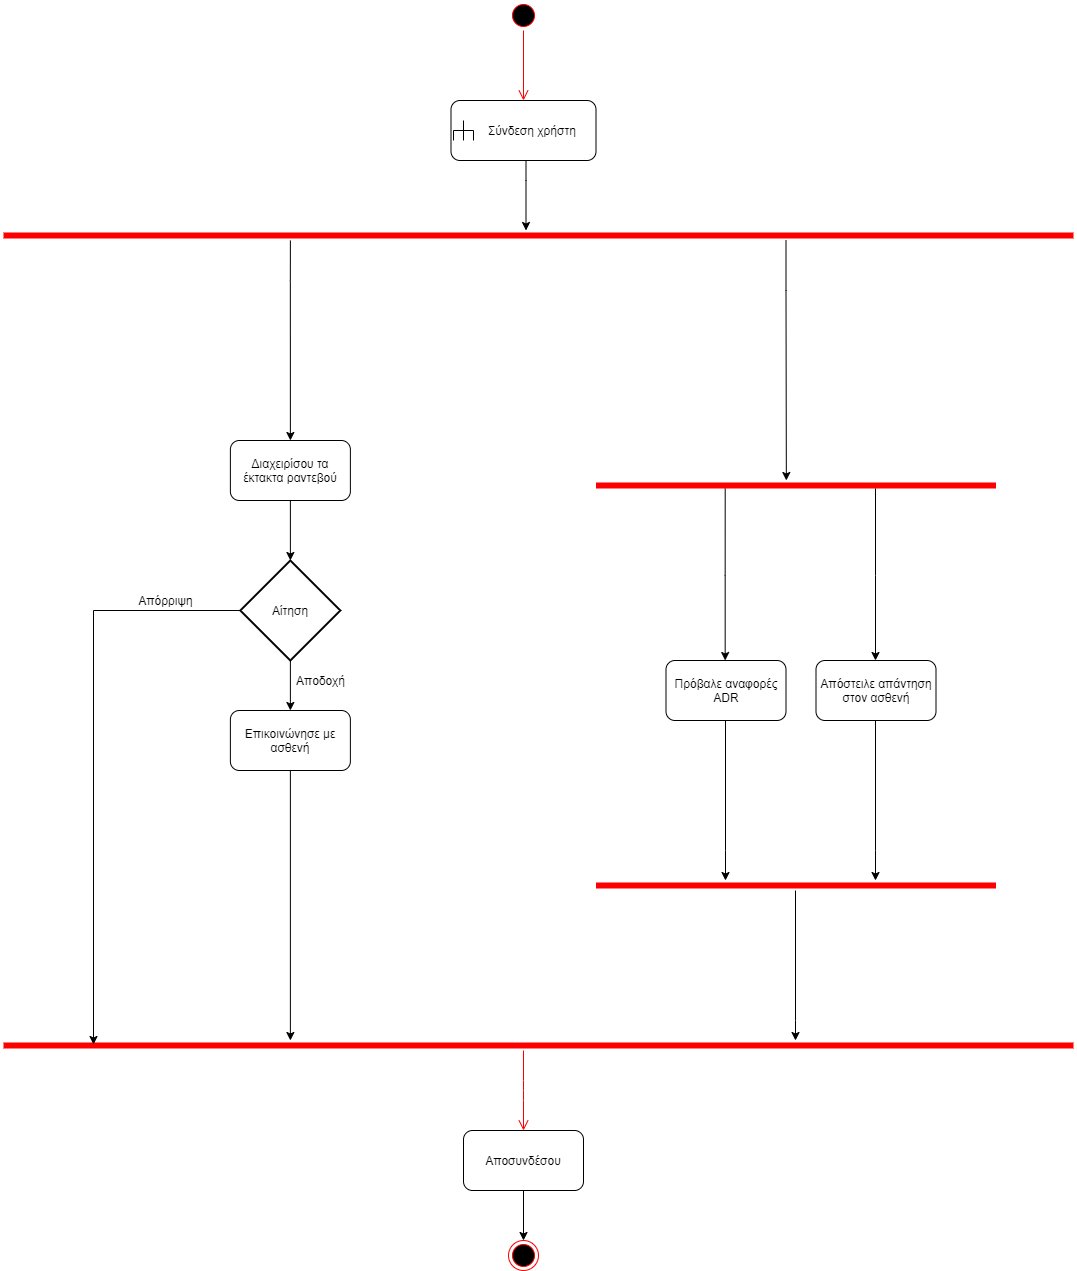 Σύνδεση χρήστη
Διαχειρίσου τα
έκτακτα ραντεβού
Αίτηση
Απόρριψη
Αποδοχή
Επικοινώνησε με
ασθενή
Πρόβαλε αναφορές
ADR
Απόστειλε απάντηση
στον ασθενή
Αποσυνδέσου